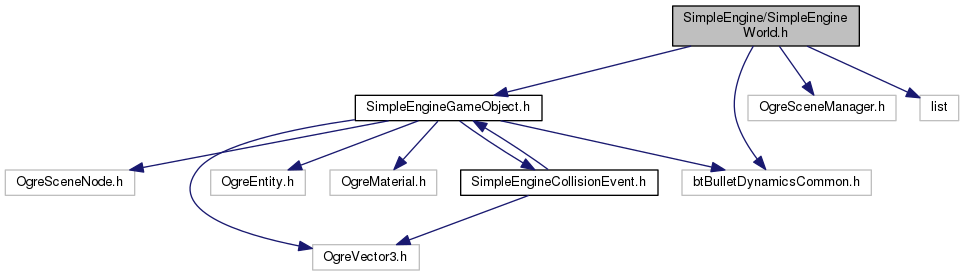 SimpleEngine/SimpleEngine
World.h
SimpleEngineGameObject.h
OgreSceneManager.h
list
OgreSceneNode.h
OgreEntity.h
OgreMaterial.h
SimpleEngineCollisionEvent.h
btBulletDynamicsCommon.h
OgreVector3.h